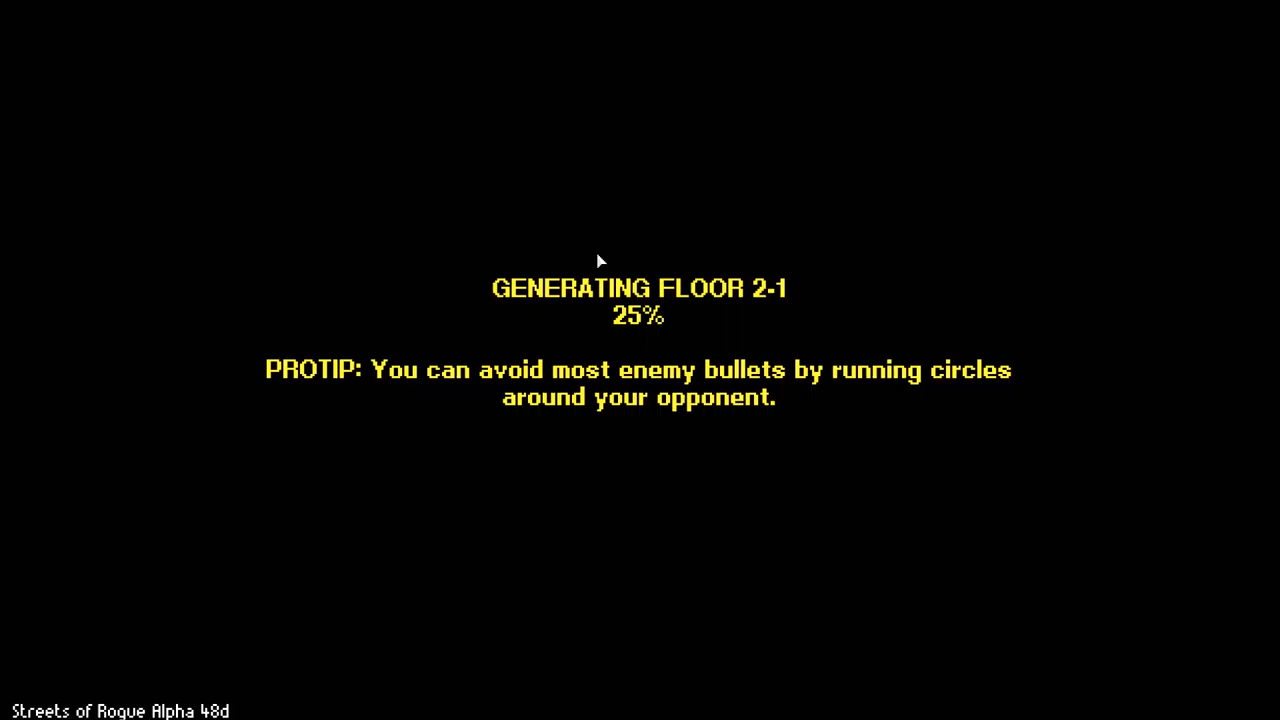 GENERATING FLOOR 2-1
25%
PROTIP: You can avoid most enemy bullets by running circles
around your opponent.
Streets of Rogue Alpha 48d